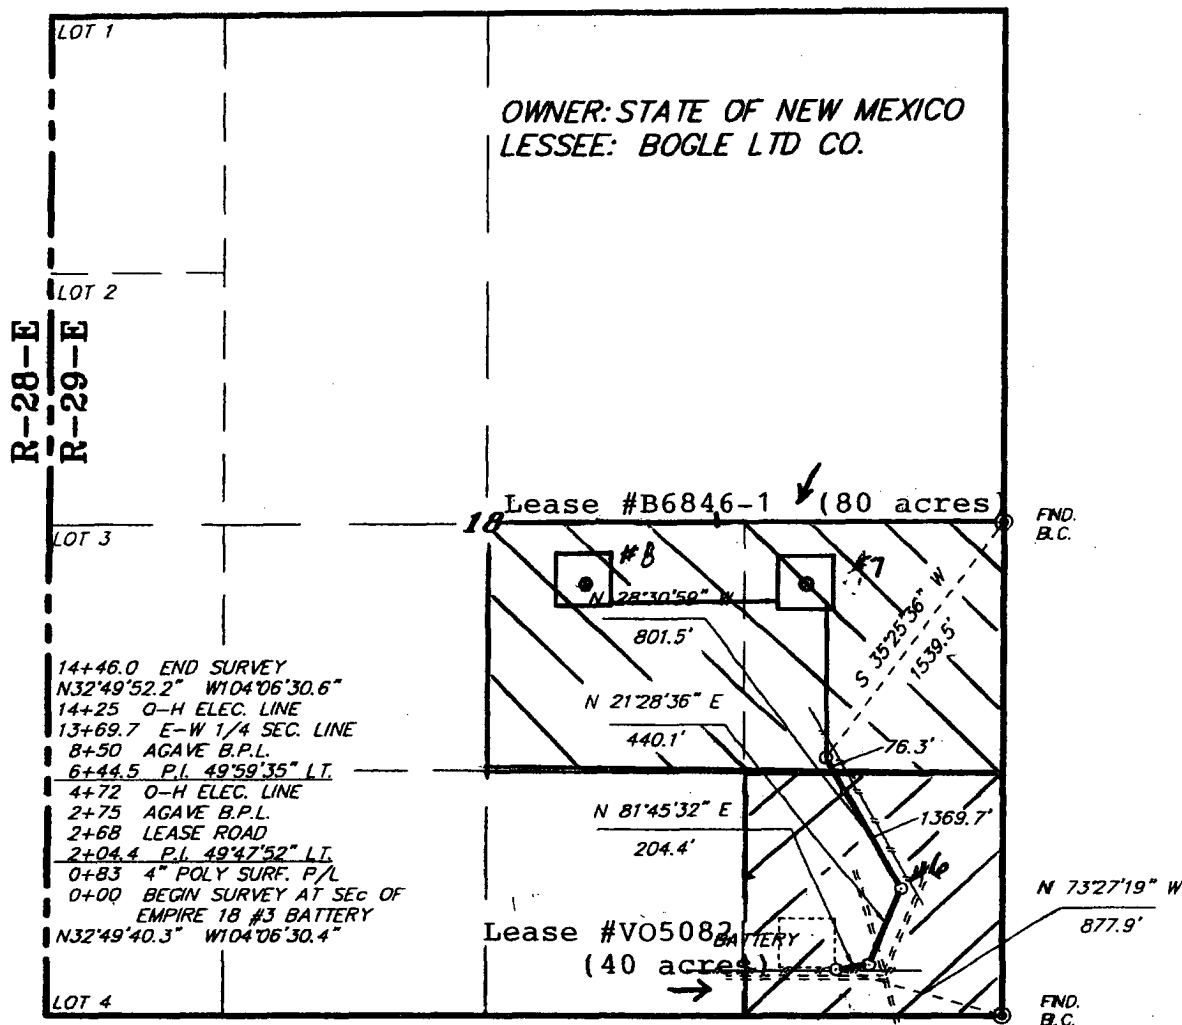 LOT 1
OWNER: STATE OF NEW MEXICO
LESSEE: BOGLE LTD CO.
LOT 2
R-28-E
R-29-E
Lease #B6846-1 (80 acres)
18
FND.
B.C.
LOT 3
#8
#7
N 28°30'59" W
801.5'
S 35°25'36" W
1539.5'
14+46.0 END SURVEY
N32°49'52.2" W104°06'30.6"
14+25 O-H ELEC. LINE
13+69.7 E-W 1/4 SEC. LINE
8+50 AGAVE B.P.L.
6+44.5 P.I. 49°59'35" LT.
4+72 O-H ELEC. LINE
2+75 AGAVE B.P.L.
2+68 LEASE ROAD
2+04.4 P.I. 49°47'52" LT.
0+83 4" POLY SURF. P/L
0+00 BEGIN SURVEY AT SEc OF
EMPIRE 18 #3 BATTERY
N32°49'40.3" W104°06'30.4"
N 21°28'36" E
440.1'
76.3'
N 81°45'32" E
204.4'
1369.7'
#6
N 73°27'19" W
877.9'
Lease #VO5082
(40 acres)
BATTERY
LOT 4
FND.
B.C.